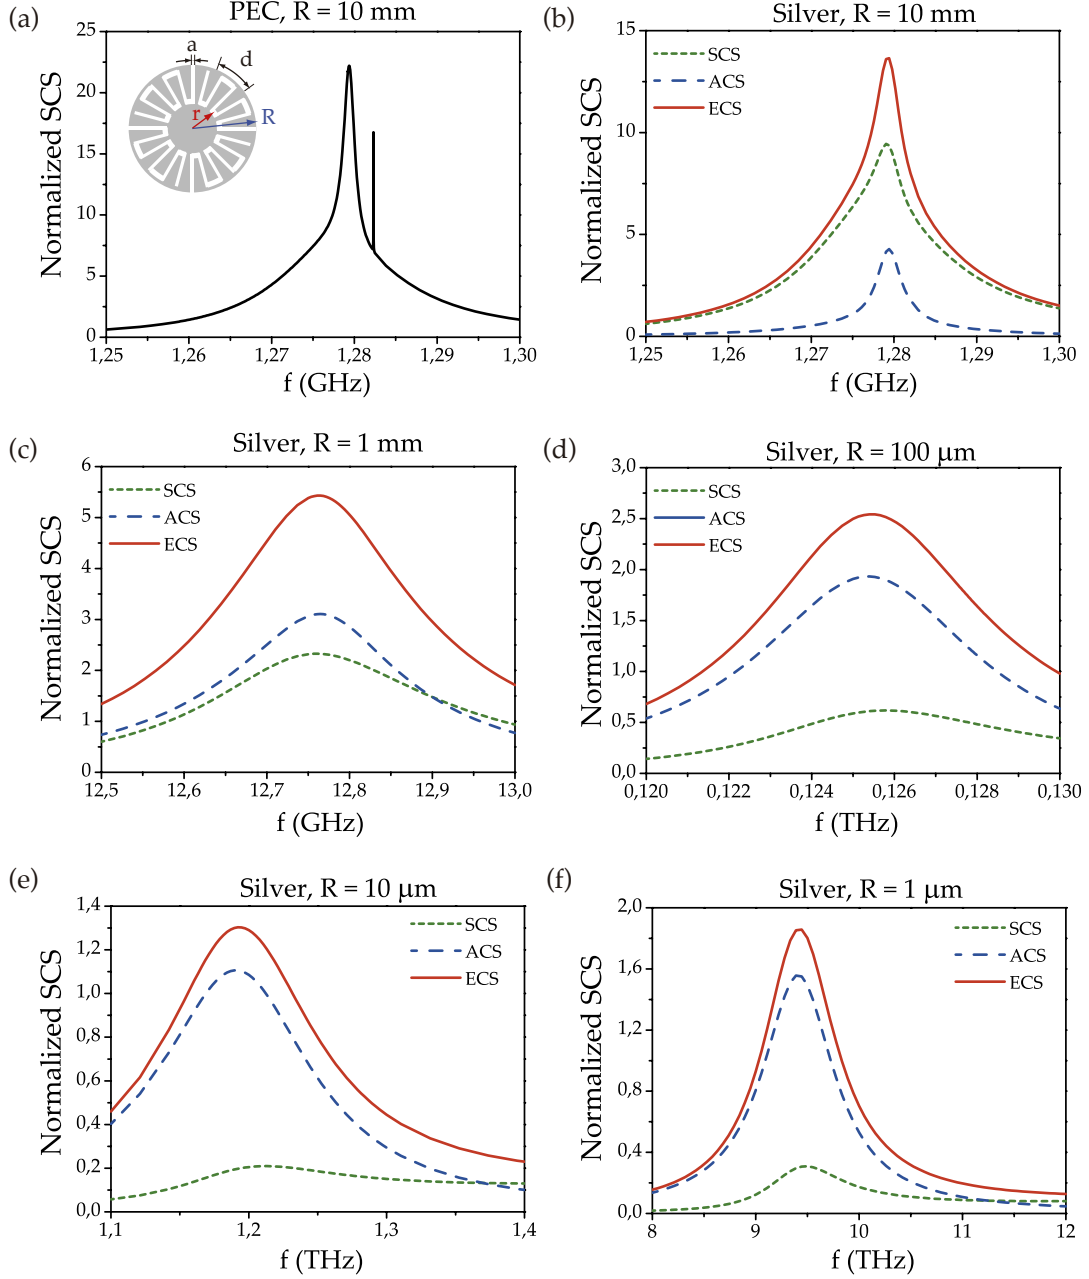 (a)
PEC, R = 10 mm
25
20
15
10
5
0
1,25
1,26
1,27
1,28
1,29
1,30
Normalized SCS
f (GHz)
a
d
r
R
(b)
Silver, R = 10 mm
SCS
ACS
ECS
15
10
5
0
1,25
1,26
1,27
1,28
1,29
1,30
Normalized SCS
f (GHz)
(c)
Silver, R = 1 mm
SCS
ACS
ECS
6
5
4
3
2
1
0
12,5
12,6
12,7
12,8
12,9
13,0
Normalized SCS
f (GHz)
(d)
Silver, R = 100 μm
SCS
ACS
ECS
3,0
2,5
2,0
1,5
1,0
0,5
0,0
0,120
0,122
0,124
0,126
0,128
0,130
Normalized SCS
f (THz)
(e)
Silver, R = 10 μm
SCS
ACS
ECS
1,4
1,2
1,0
0,8
0,6
0,4
0,2
0,0
1,1
1,2
1,3
1,4
Normalized SCS
f (THz)
(f)
Silver, R = 1 μm
SCS
ACS
ECS
2,0
1,6
1,2
0,8
0,4
0,0
8
9
10
11
12
Normalized SCS
f (THz)